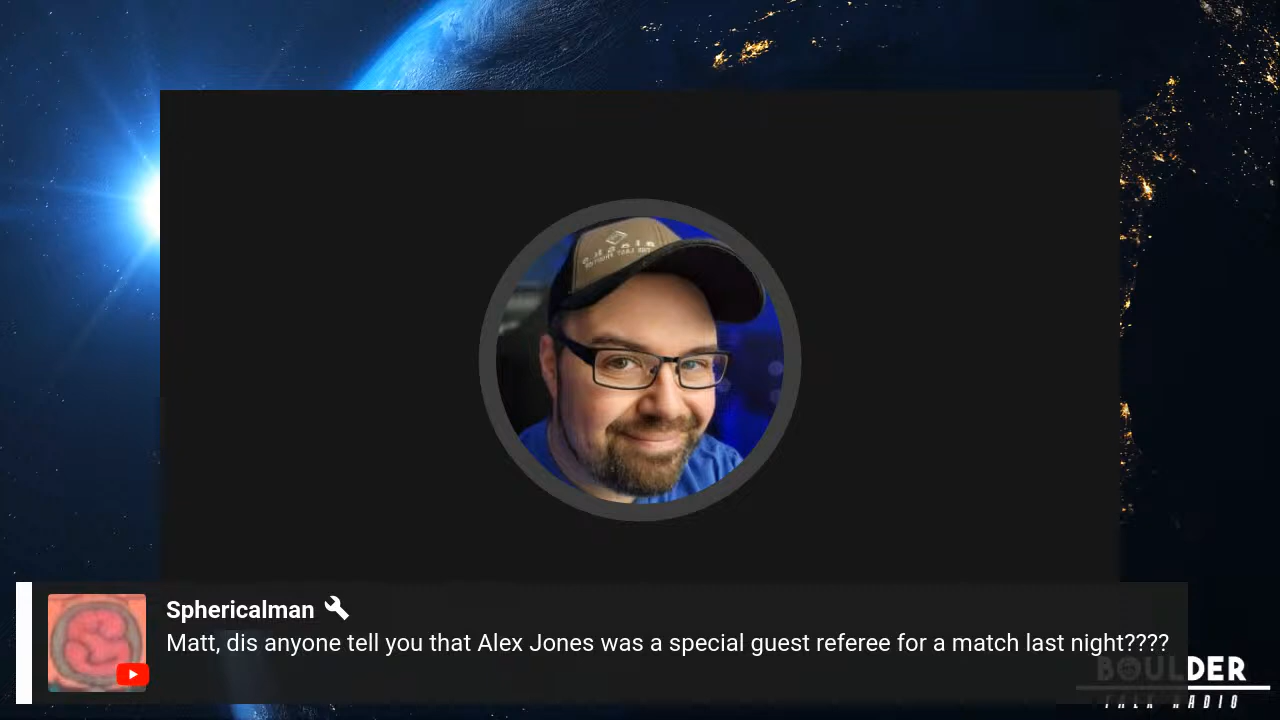 Sphericalman
Matt, dis anyone tell you that Alex Jones was a special guest referee for a match last night????
BOULDER
TALK RADIO